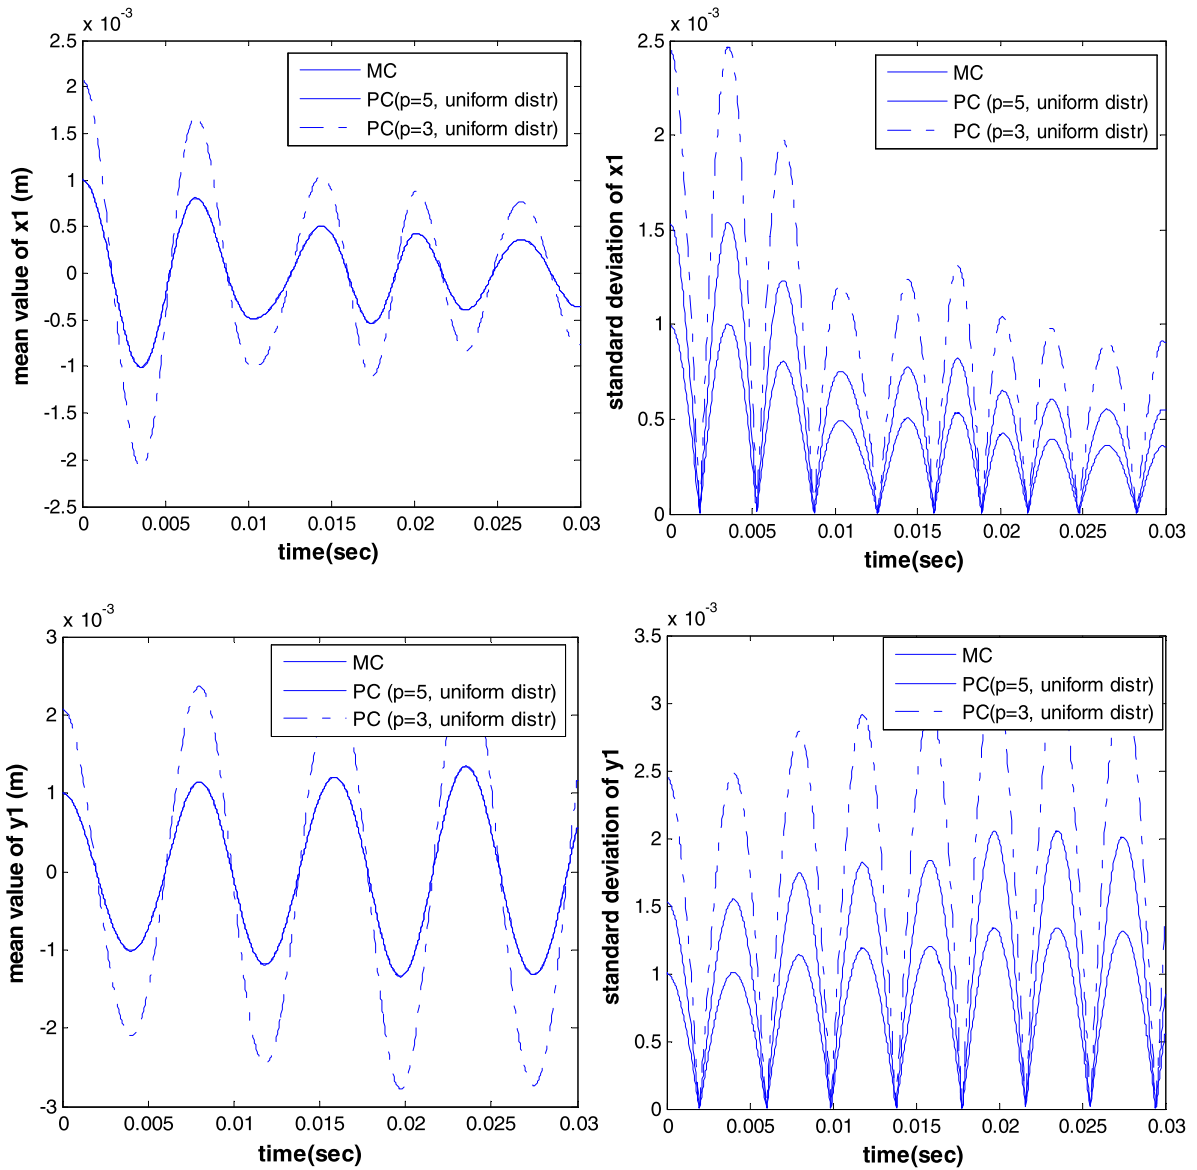 x 10-3
2.5
2
1.5
1
0.5
0
-0.5
-1
-1.5
-2
-2.5
mean value of x1 (m)
MC
PC(p=5, uniform distr)
PC(p=3, uniform distr)
0 0.005 0.01 0.015 0.02 0.025 0.03
time(sec)
x 10-3
2.5
2
1.5
1
0.5
0
standard deviation of x1
MC
PC (p=5, uniform distr)
PC (p=3, uniform distr)
0 0.005 0.01 0.015 0.02 0.025 0.03
time(sec)
x 10-3
3
2
1
0
-1
-2
-3
mean value of y1 (m)
MC
PC (p=5, uniform distr)
PC (p=3, uniform distr)
0 0.005 0.01 0.015 0.02 0.025 0.03
time(sec)
x 10-3
3.5
3
2.5
2
1.5
1
0.5
0
standard deviation of y1
MC
PC(p=5, uniform distr)
PC(p=3, uniform distr)
0 0.005 0.01 0.015 0.02 0.025 0.03
time(sec)